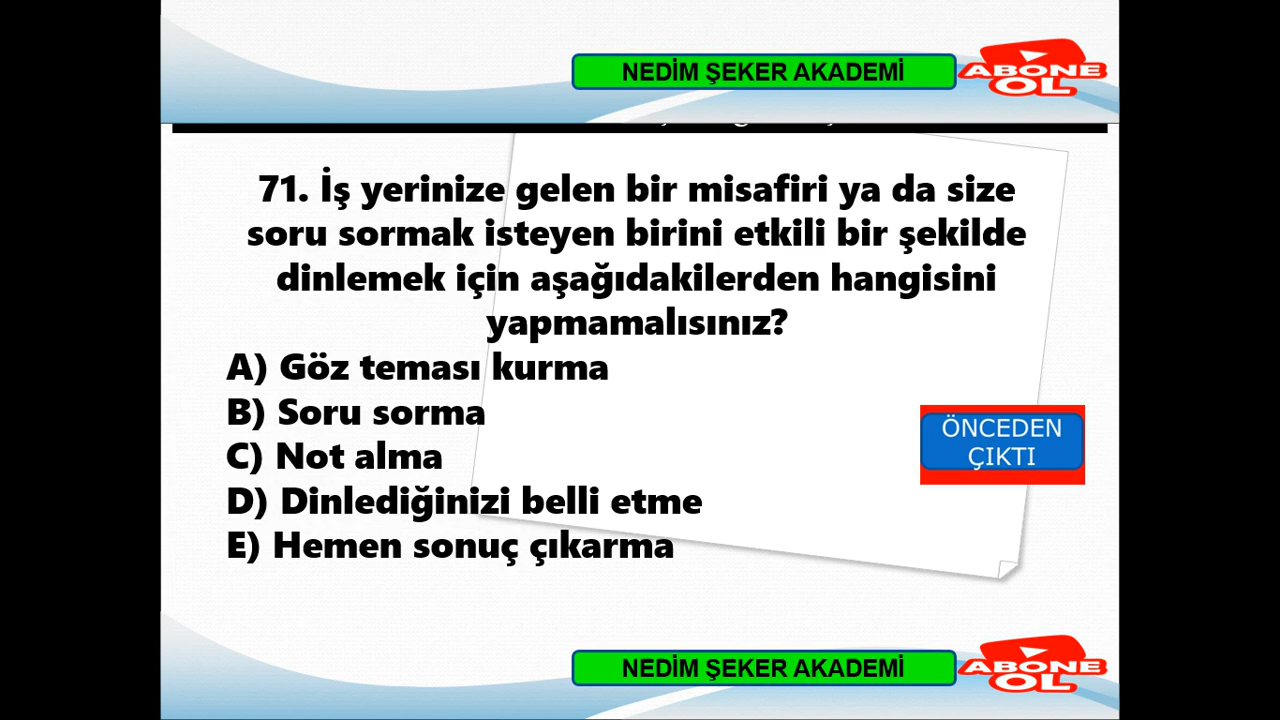 NEDİM ŞEKER AKADEMİ
ABONE
OL
71. İş yerinize gelen bir misafiri ya da size
soru sormak isteyen birini etkili bir şekilde
dinlemek için aşağıdakilerden hangisini
yapmamalısınız?
A) Göz teması kurma
B) Soru sorma
C) Not alma
D) Dinlediğinizi belli etme
E) Hemen sonuç çıkarma
ÖNCEDEN
ÇIKTI
NEDİM ŞEKER AKADEMİ
ABONE
OL